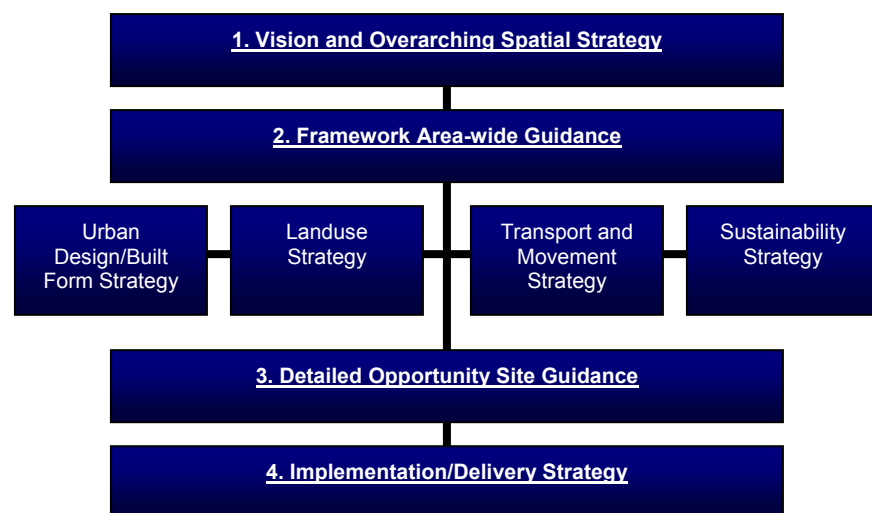 1. Vision and Overarching Spatial Strategy
2. Framework Area-wide Guidance
Urban
Design/Built
Form Strategy
Landuse
Strategy
Transport and
Movement
Strategy
Sustainability
Strategy
3. Detailed Opportunity Site Guidance
4. Implementation/Delivery Strategy